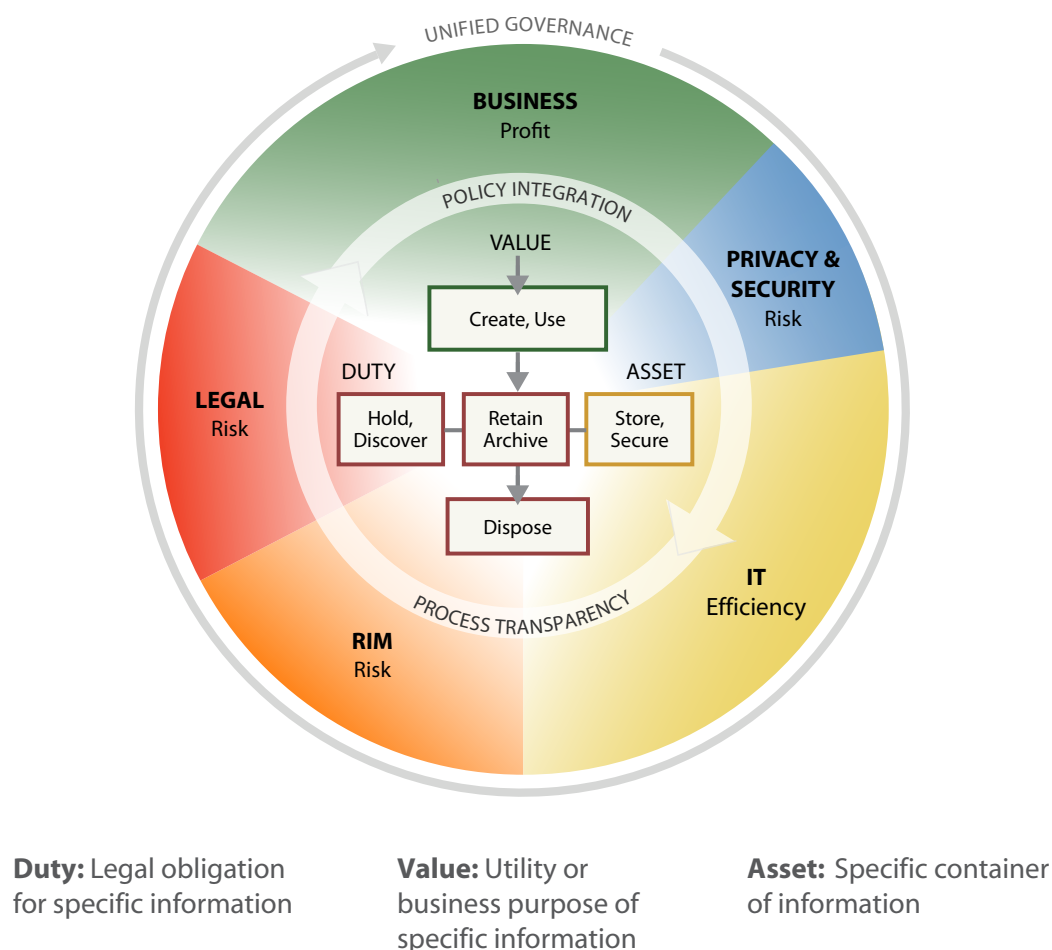 UNIFIED GOVERNANCE
BUSINESS
Profit
POLICY INTEGRATION
VALUE
PRIVACY &
SECURITY
Risk
Create, Use
DUTY
ASSET
LEGAL
Risk
Hold,
Discover
Retain
Archive
Store,
Secure
Dispose
IT
Efficiency
PROCESS TRANSPARENCY
RIM
Risk
Duty: Legal obligation
for specific information
Value: Utility or
business purpose of
specific information
Asset: Specific container
of information